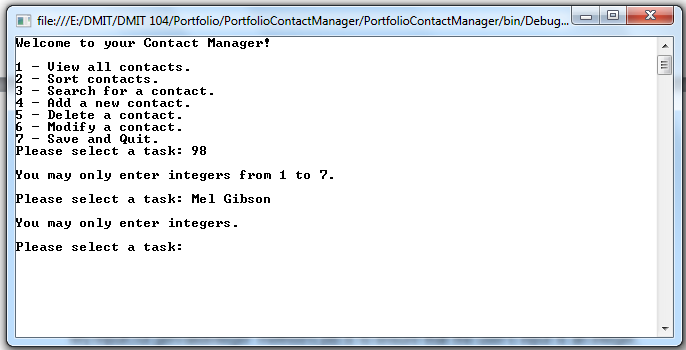 file:///E:/DMIT/DMIT 104/Portfolio/PortfolioContactManager/PortfolioContactManager/bin/Debug...
Welcome to your Contact Manager!
1 - View all contacts.
2 - Sort contacts.
3 - Search for a contact.
4 - Add a new contact.
5 - Delete a contact.
6 - Modify a contact.
7 - Save and Quit.
Please select a task: 98
You may only enter integers from 1 to 7.
Please select a task: Mel Gibson
You may only enter integers.
Please select a task: